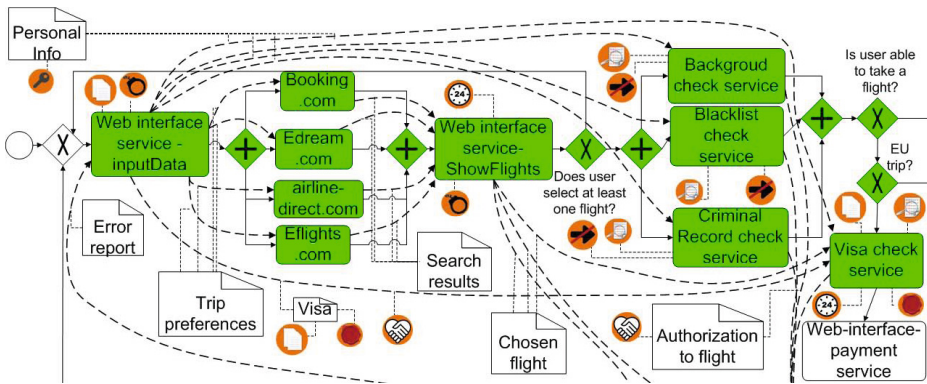 Personal
Info
Is user able
to take a
flight?
Booking
.com
Backgroud
check service
24
Web interface
service -
inputData
Edream
.com
Web interface
service-
ShowFlights
Blacklist
check
service
X
X
X
EU
trip?
X
airline-
direct.com
Does user
select at least
one flight?
Error
report
Eflights
.com
Criminal
Record check
service
Visa check
service
Search
results
Trip
preferences
Visa
Chosen
flight
Authorization
to flight
24
Web-interface-
payment
service